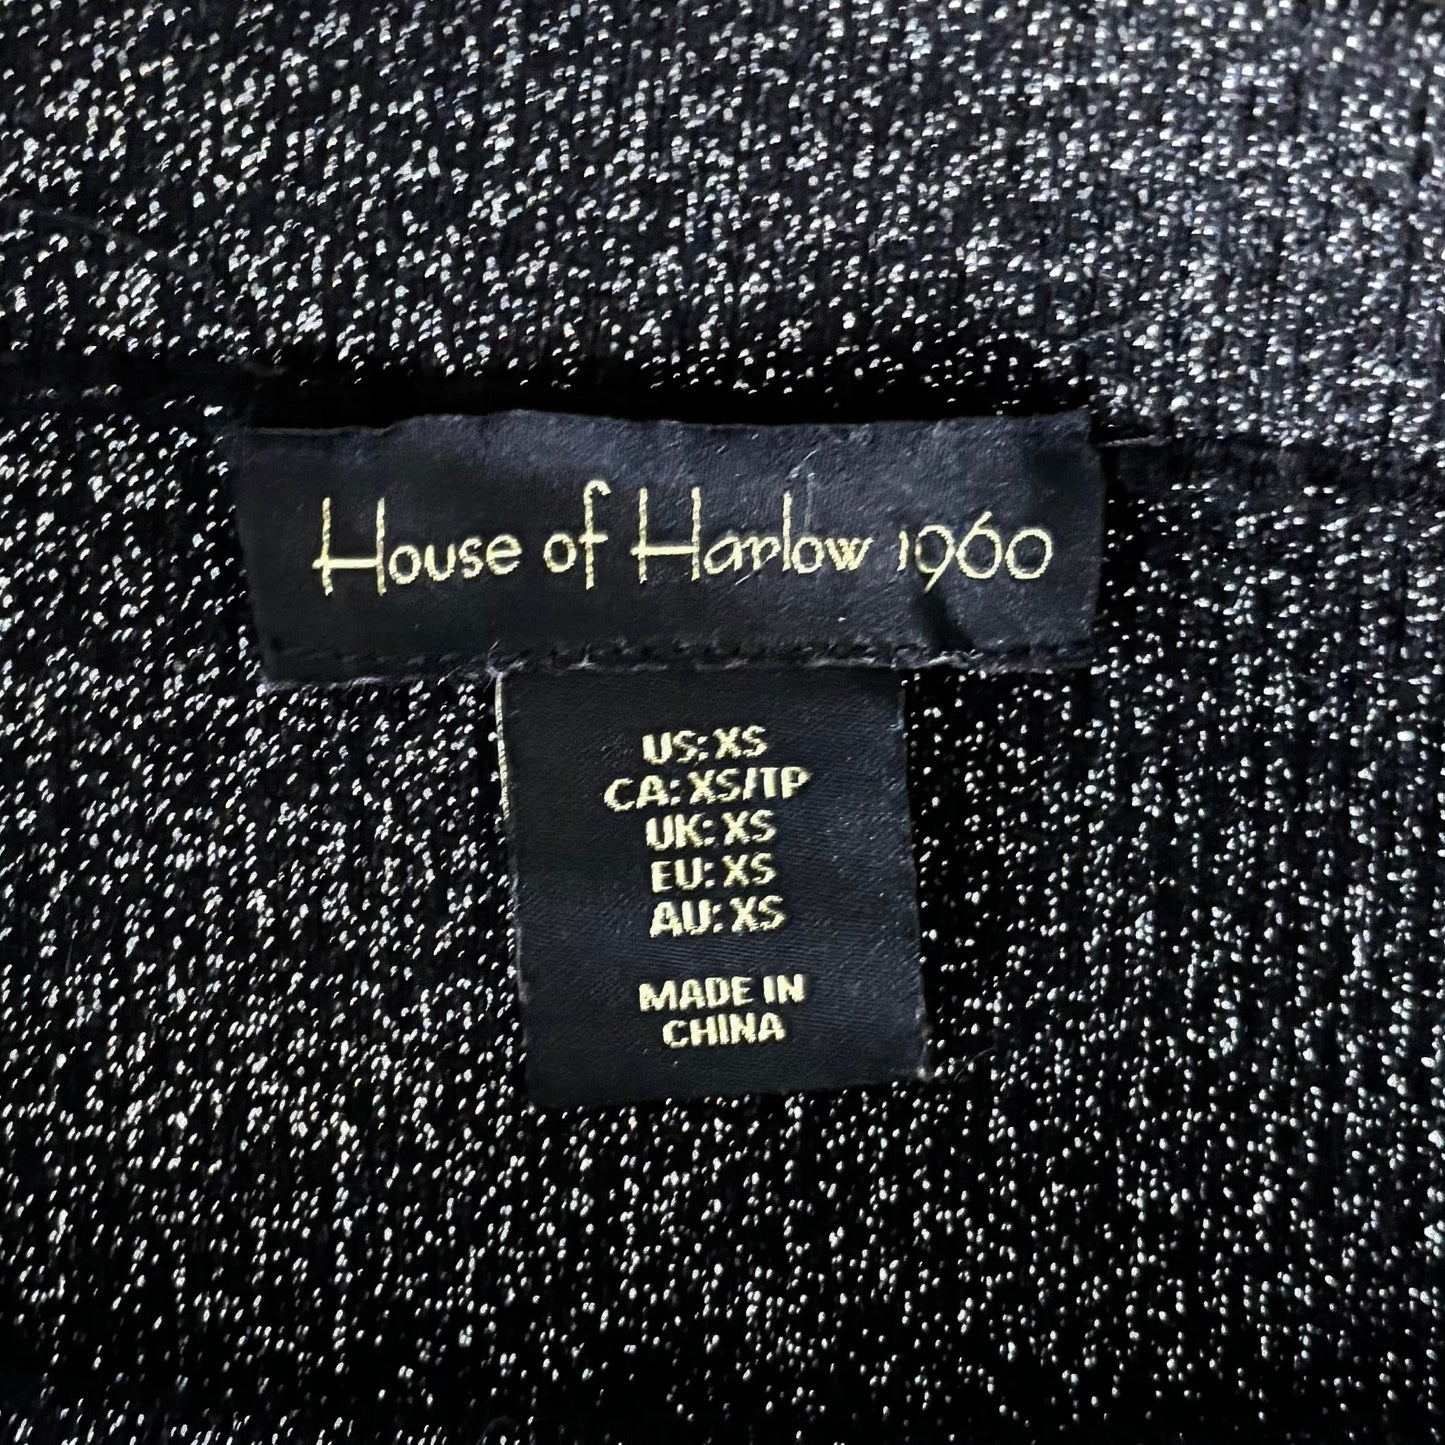 House of Harlow 1960
US: XS
CA: XS/TP
UK: XS
EU: XS
AU: XS
MADE IN
CHINA